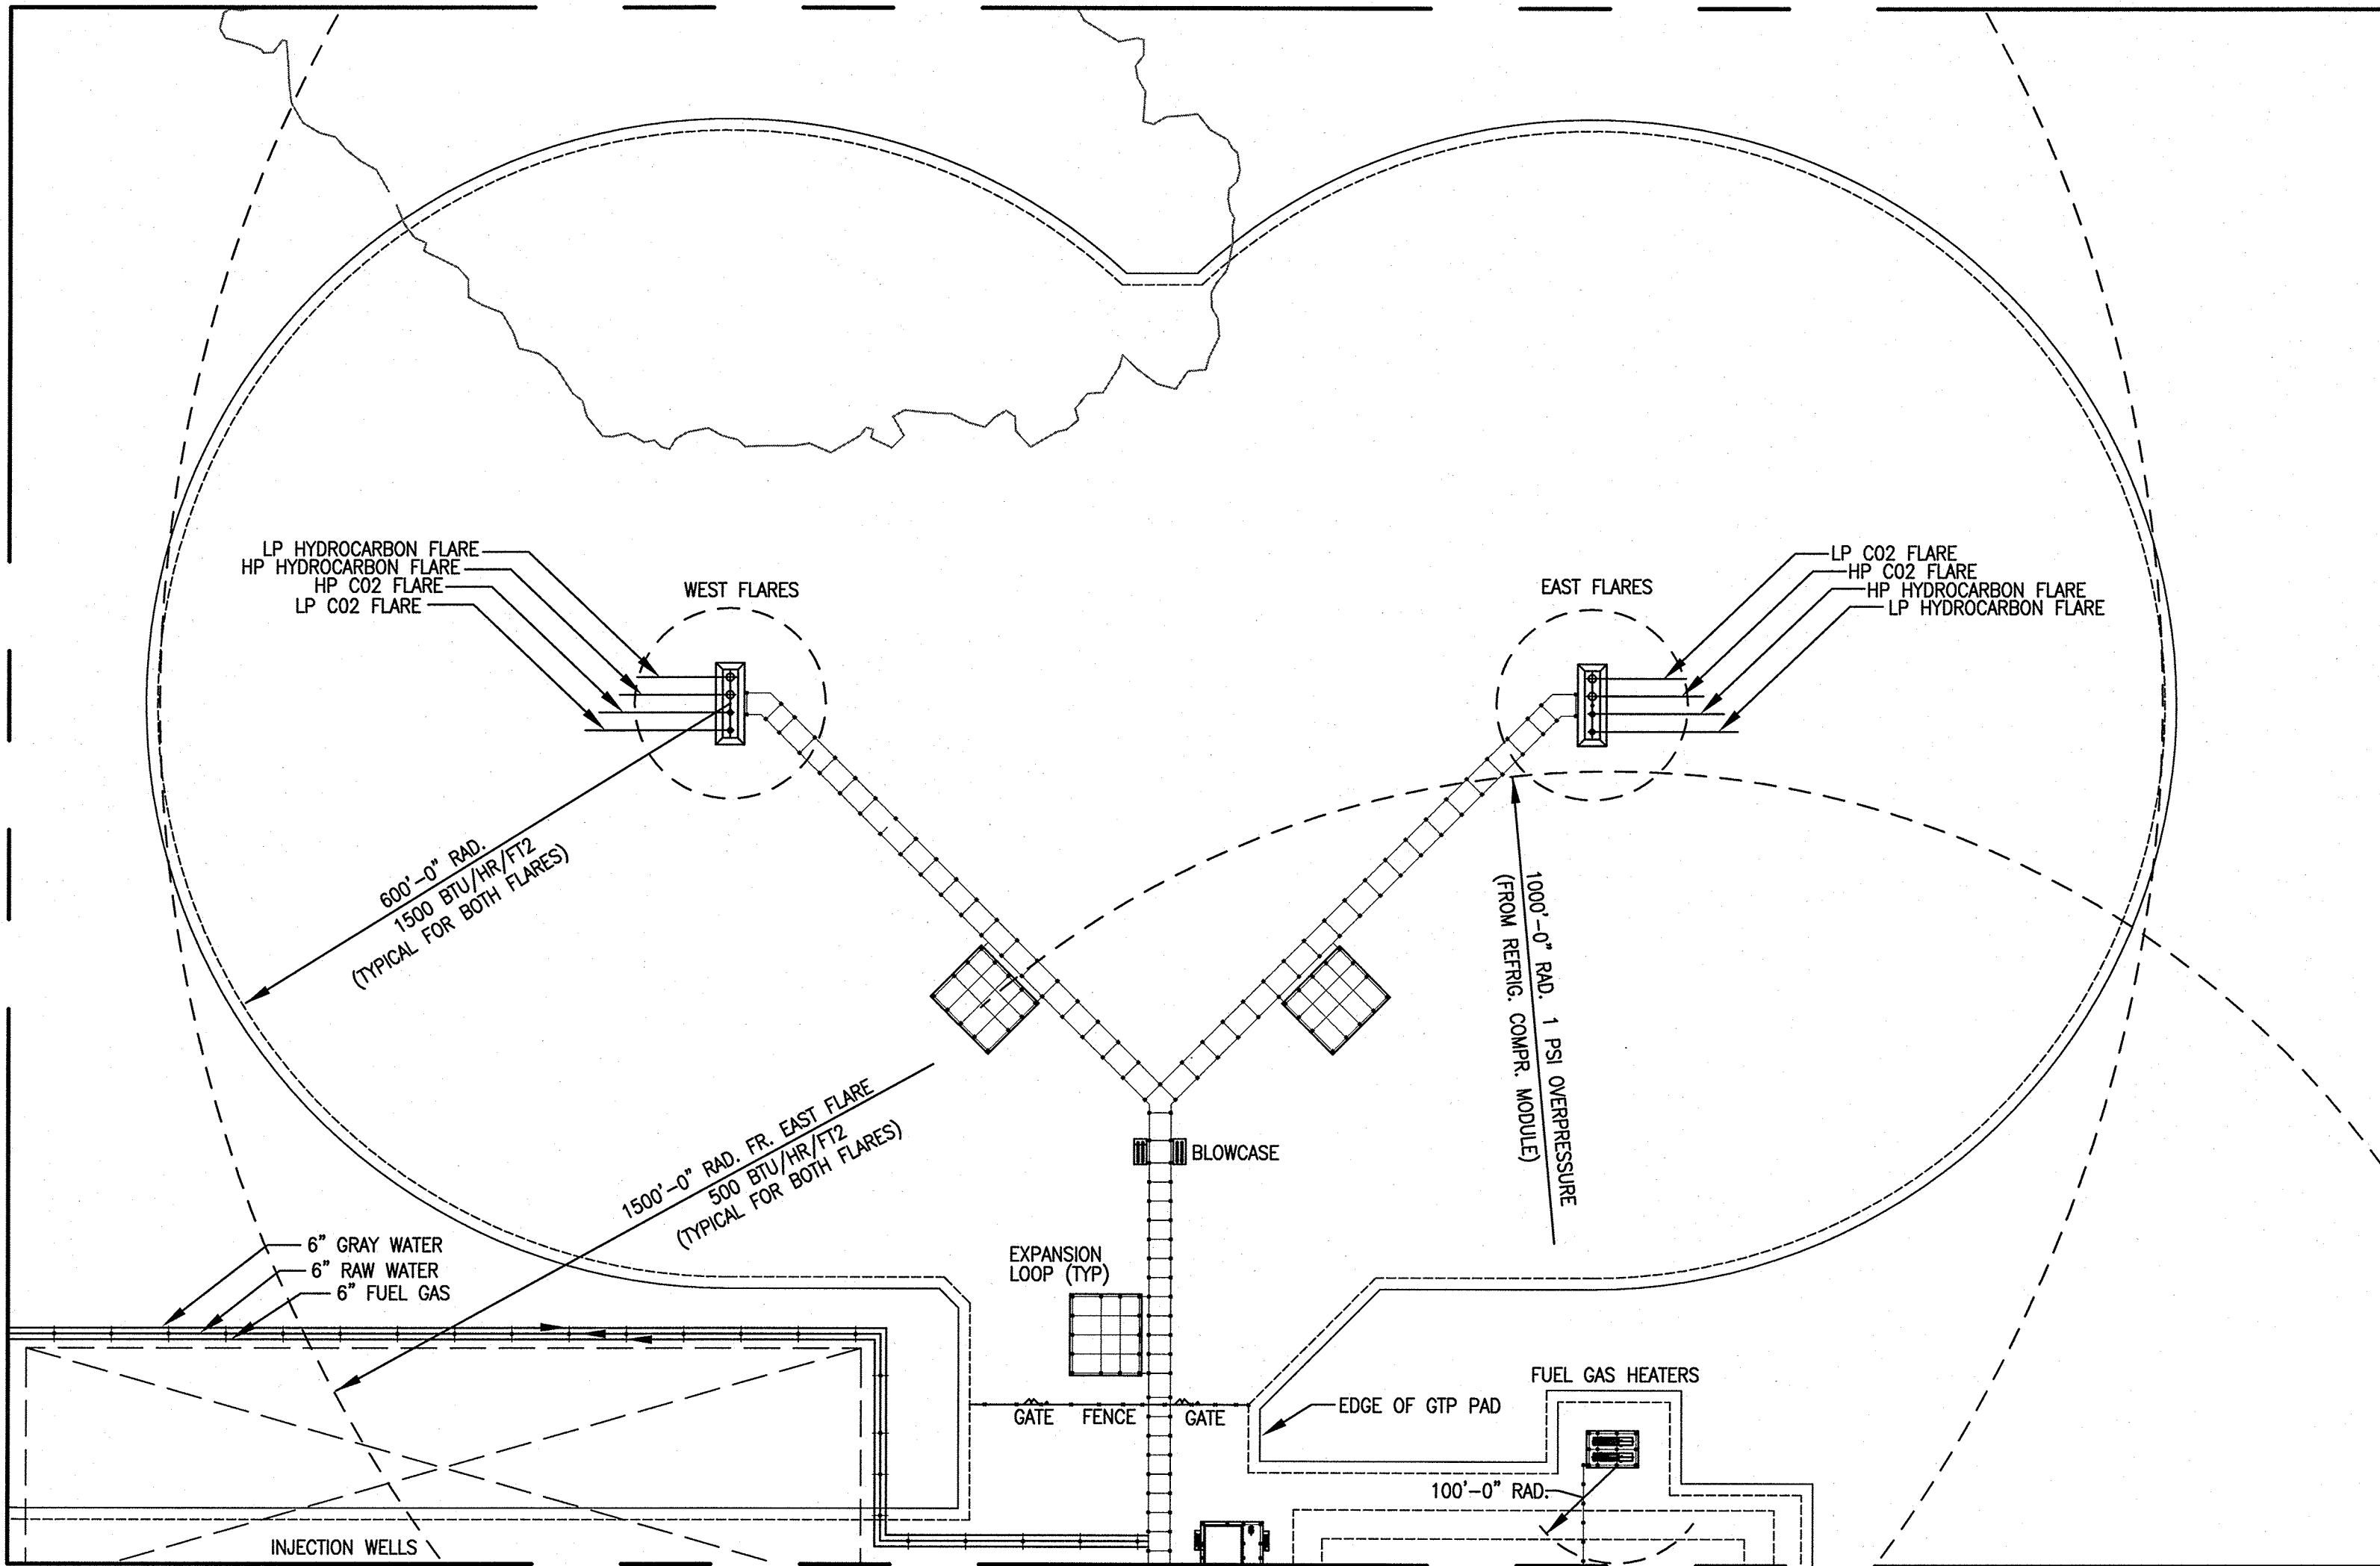 LP HYDROCARBON FLARE
HP HYDROCARBON FLARE
HP CO2 FLARE
LP CO2 FLARE
WEST FLARES
EAST FLARES
LP CO2 FLARE
HP CO2 FLARE
HP HYDROCARBON FLARE
LP HYDROCARBON FLARE
600'-0" RAD.
1500 BTU/HR/FT2
(TYPICAL FOR BOTH FLARES)
1000'-0" RAD. 1 PSI OVERPRESSURE
(FROM REFRIG. COMPR. MODULE)
1500'-0" RAD. FR. EAST FLARE
500 BTU/HR/FT2
(TYPICAL FOR BOTH FLARES)
BLOWCASE
6" GRAY WATER
6" RAW WATER
6" FUEL GAS
EXPANSION
LOOP (TYP)
GATE
FENCE
GATE
EDGE OF GTP PAD
FUEL GAS HEATERS
100'-0" RAD.
INJECTION WELLS